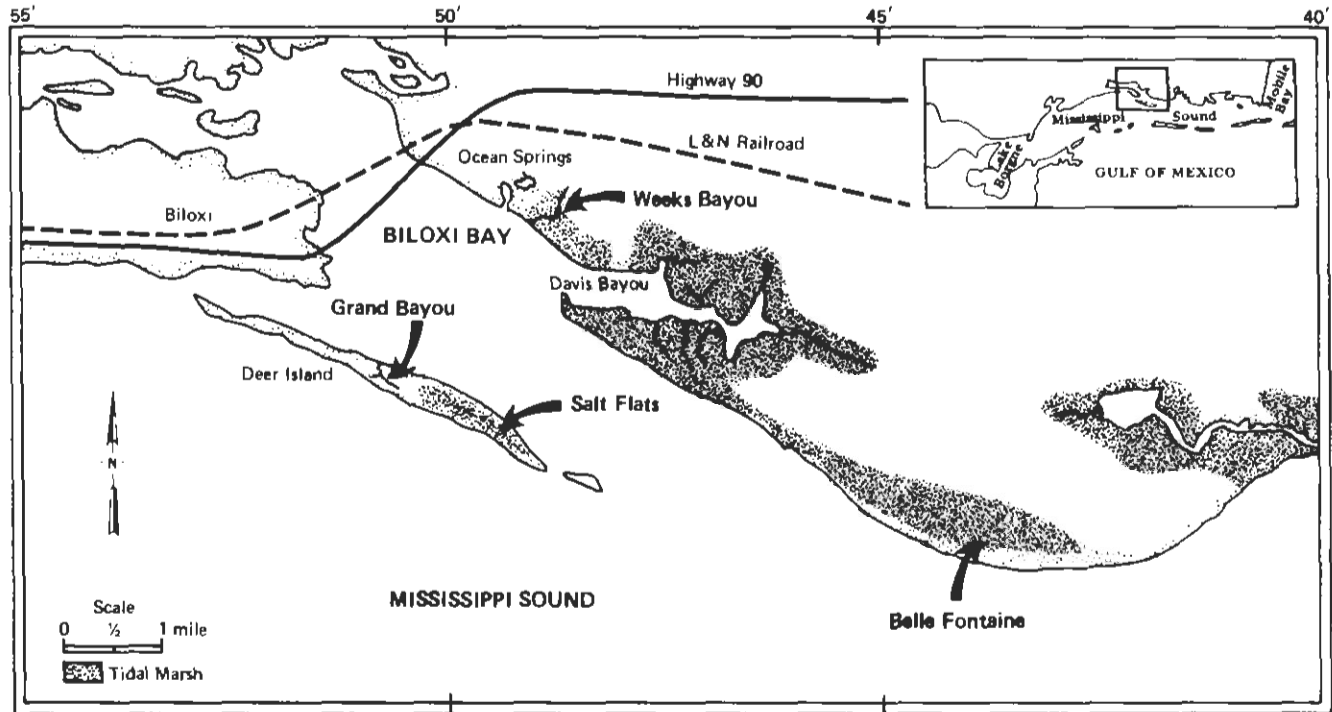 55′
50′
45′
40′
Highway 90
Mississippi
Sound
Mobile
Bay
Lake
Borgne
GULF OF MEXICO
L&N Railroad
Ocean Springs
Weeks Bayou
Biloxi
BILOXI BAY
Davis Bayou
Grand Bayou
Deer Island
Salt Flats
N
MISSISSIPPI SOUND
Belle Fontaine
Scale
0 ½ 1 mile
Tidal Marsh